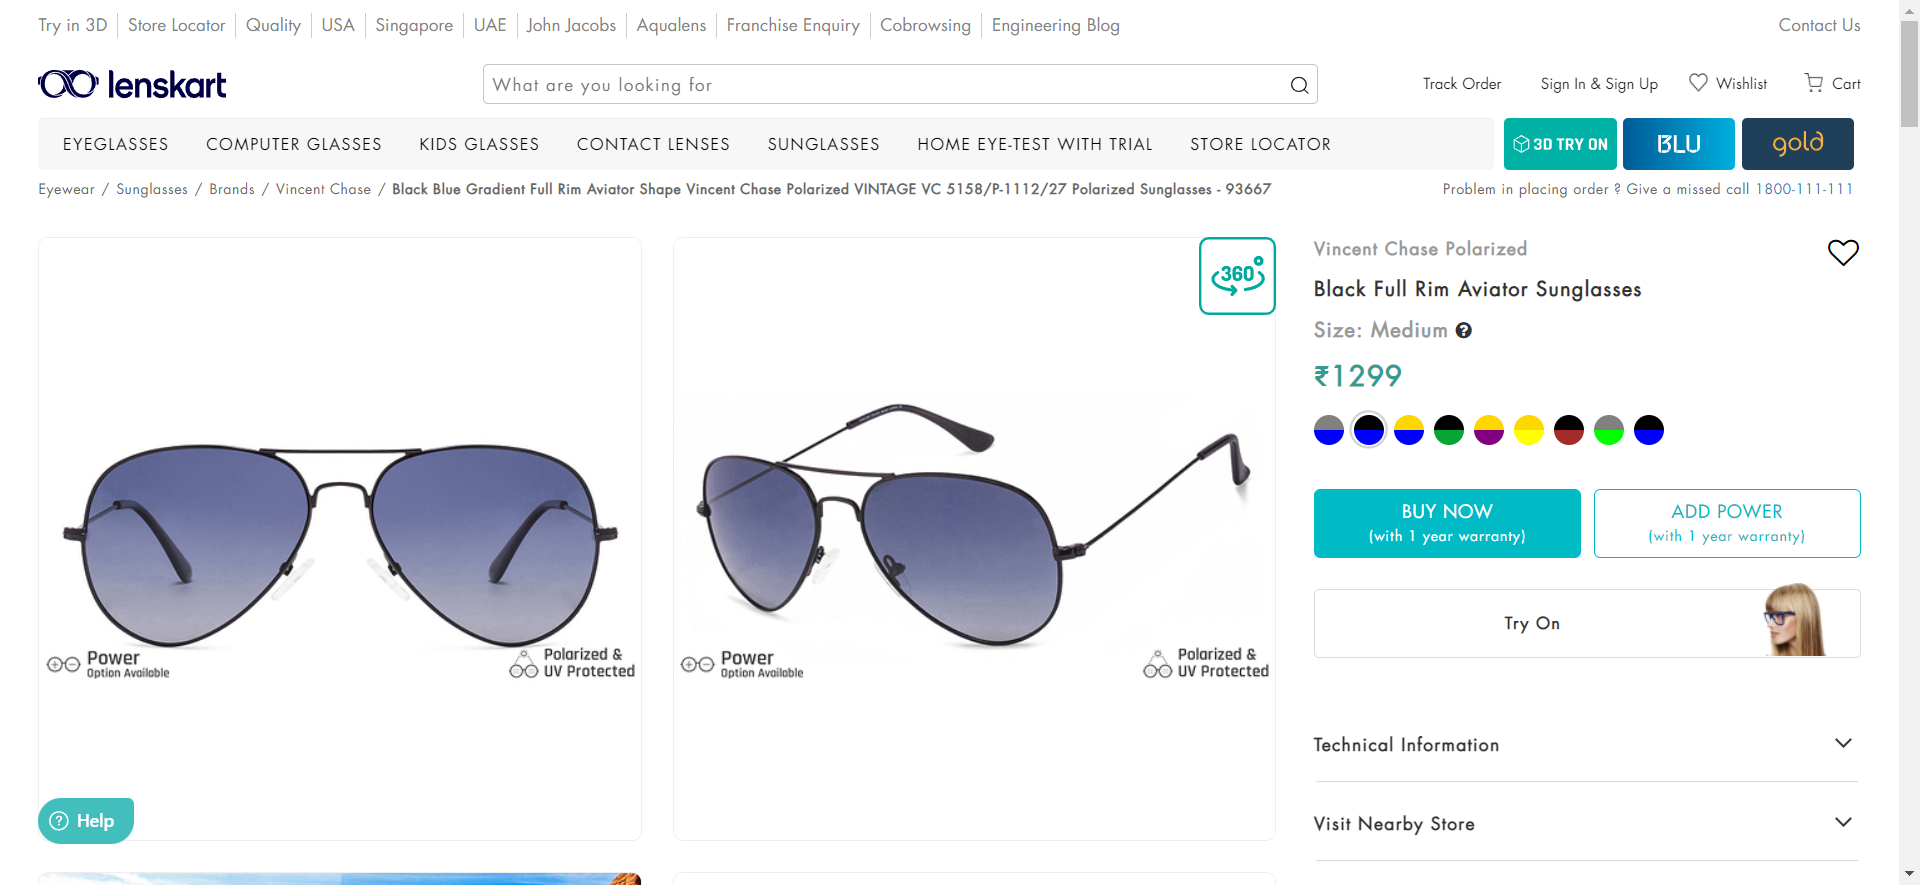 Try in 3D
Store Locator
Quality
USA
Singapore
UAE
John Jacobs
Aqualens
Franchise Enquiry
Cobrowsing
Engineering Blog
Contact Us
lenskart
What are you looking for
Track Order
Sign In & Sign Up
Wishlist
Cart
EYEGLASSES
COMPUTER GLASSES
KIDS GLASSES
CONTACT LENSES
SUNGLASSES
HOME EYE-TEST WITH TRIAL
STORE LOCATOR
3D TRY ON
BLU
gold
Eyewear / Sunglasses / Brands / Vincent Chase / Black Blue Gradient Full Rim Aviator Shape Vincent Chase Polarized VINTAGE VC 5158/P-1112/27 Polarized Sunglasses - 93667
Problem in placing order ? Give a missed call 1800-111-111
360°
Power
Option Available
Polarized &
UV Protected
Power
Option Available
Polarized &
UV Protected
Vincent Chase Polarized
Black Full Rim Aviator Sunglasses
Size: Medium ?
₹1299
BUY NOW
(with 1 year warranty)
ADD POWER
(with 1 year warranty)
Try On
Technical Information
Visit Nearby Store
? Help